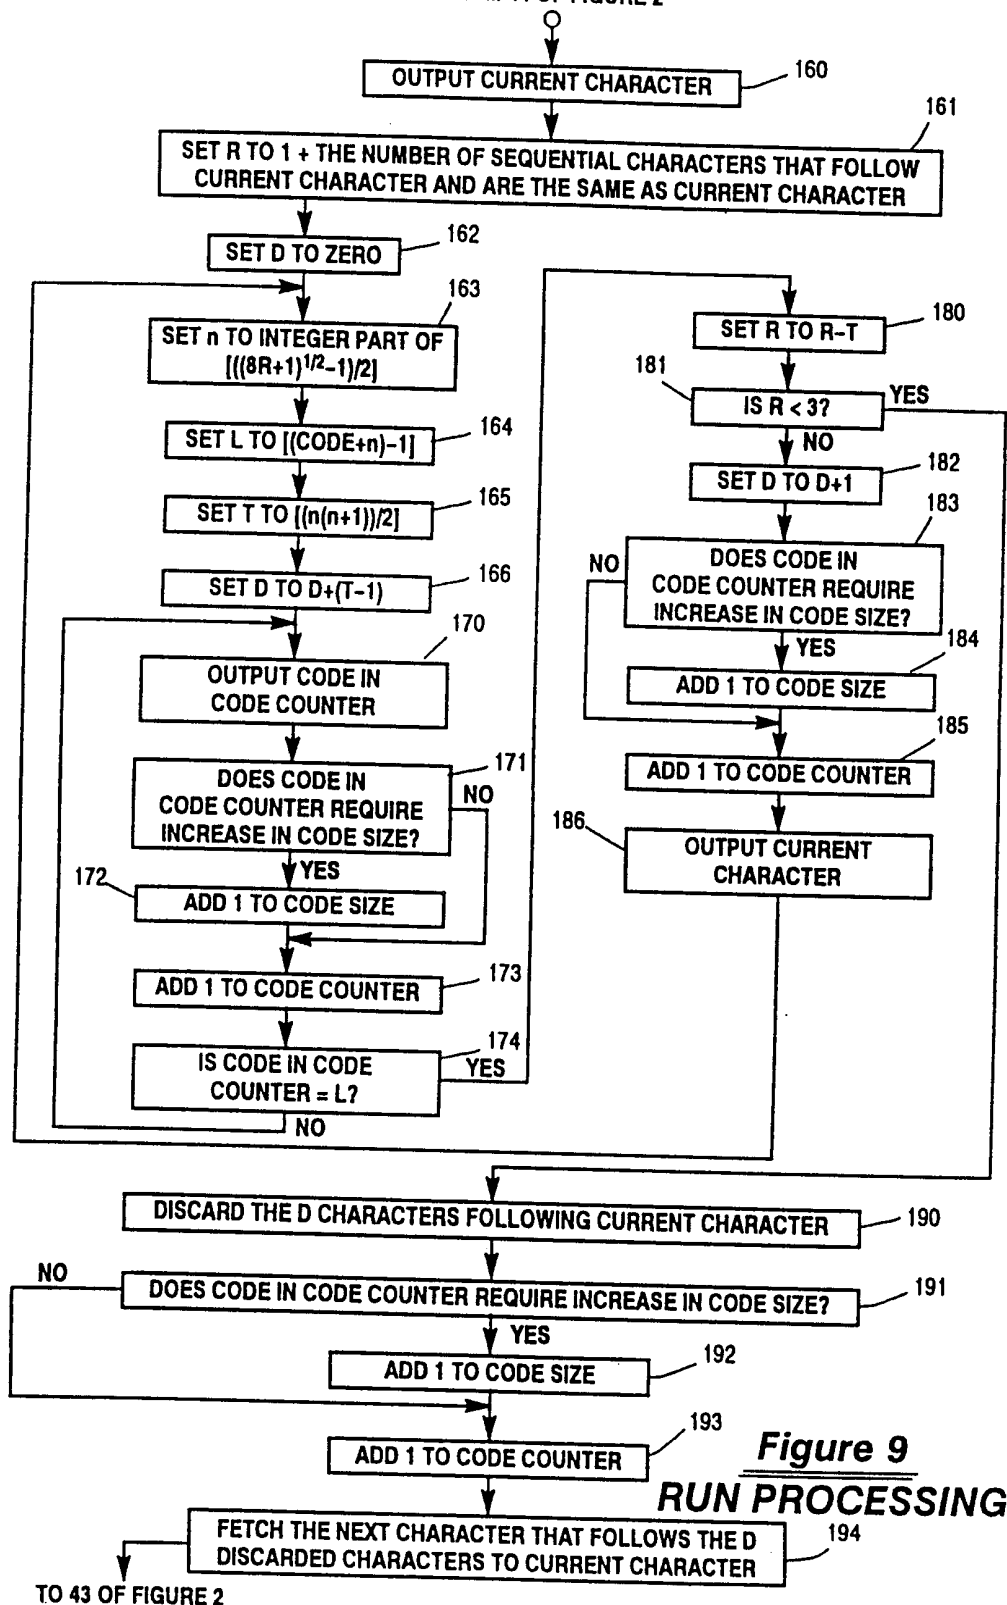 OF FIGURE 2
OUTPUT CURRENT CHARACTER
160
161
SET R TO 1 + THE NUMBER OF SEQUENTIAL CHARACTERS THAT FOLLOW
CURRENT CHARACTER AND ARE THE SAME AS CURRENT CHARACTER
SET D TO ZERO
162
163
SET n TO INTEGER PART OF
[((8R+1)^1/2−1)/2]
SET L TO [(CODE+n)−1]
164
SET T TO [(n(n+1))/2]
165
SET D TO D+(T−1)
166
170
OUTPUT CODE IN
CODE COUNTER
171
DOES CODE IN
CODE COUNTER REQUIRE
INCREASE IN CODE SIZE?
NO
YES
172
ADD 1 TO CODE SIZE
173
ADD 1 TO CODE COUNTER
174
IS CODE IN CODE
COUNTER = L?
YES
NO
180
SET R TO R−T
181
IS R < 3?
YES
NO
182
SET D TO D+1
183
DOES CODE IN
CODE COUNTER REQUIRE
INCREASE IN CODE SIZE?
NO
YES
184
ADD 1 TO CODE SIZE
185
ADD 1 TO CODE COUNTER
186
OUTPUT CURRENT
CHARACTER
DISCARD THE D CHARACTERS FOLLOWING CURRENT CHARACTER
190
NO
DOES CODE IN CODE COUNTER REQUIRE INCREASE IN CODE SIZE?
191
YES
ADD 1 TO CODE SIZE
192
193
ADD 1 TO CODE COUNTER
Figure 9
RUN PROCESSING
FETCH THE NEXT CHARACTER THAT FOLLOWS THE D
DISCARDED CHARACTERS TO CURRENT CHARACTER
194
TO 43 OF FIGURE 2